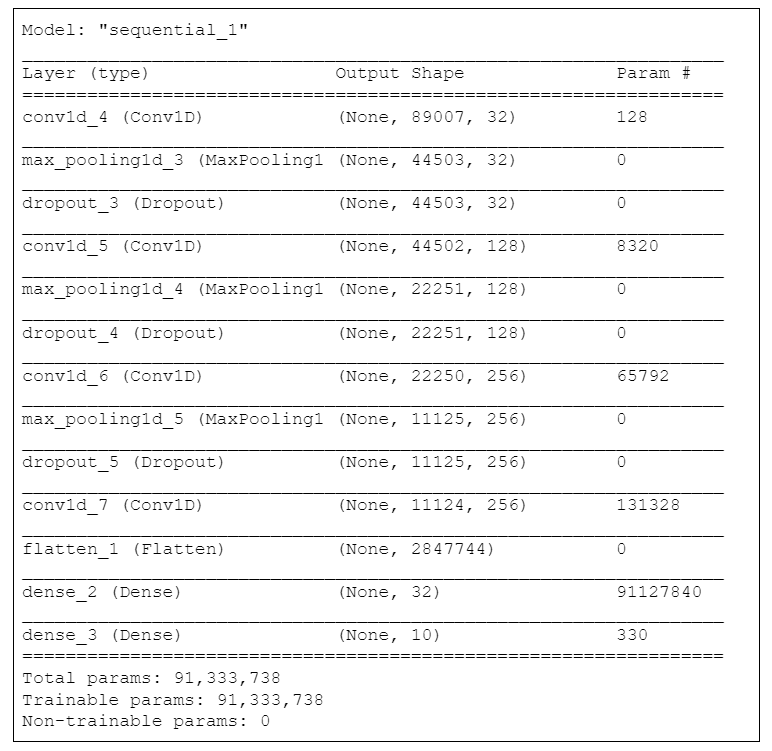 Model: "sequential_1"
Layer (type) Output Shape Param #
conv1d_4 (Conv1D) (None, 89007, 32) 128
max_pooling1d_3 (MaxPooling1 (None, 44503, 32) 0
dropout_3 (Dropout) (None, 44503, 32) 0
conv1d_5 (Conv1D) (None, 44502, 128) 8320
max_pooling1d_4 (MaxPooling1 (None, 22251, 128) 0
dropout_4 (Dropout) (None, 22251, 128) 0
conv1d_6 (Conv1D) (None, 22250, 256) 65792
max_pooling1d_5 (MaxPooling1 (None, 11125, 256) 0
dropout_5 (Dropout) (None, 11125, 256) 0
conv1d_7 (Conv1D) (None, 11124, 256) 131328
flatten_1 (Flatten) (None, 2847744) 0
dense_2 (Dense) (None, 32) 91127840
dense_3 (Dense) (None, 10) 330
Total params: 91,333,738
Trainable params: 91,333,738
Non-trainable params: 0